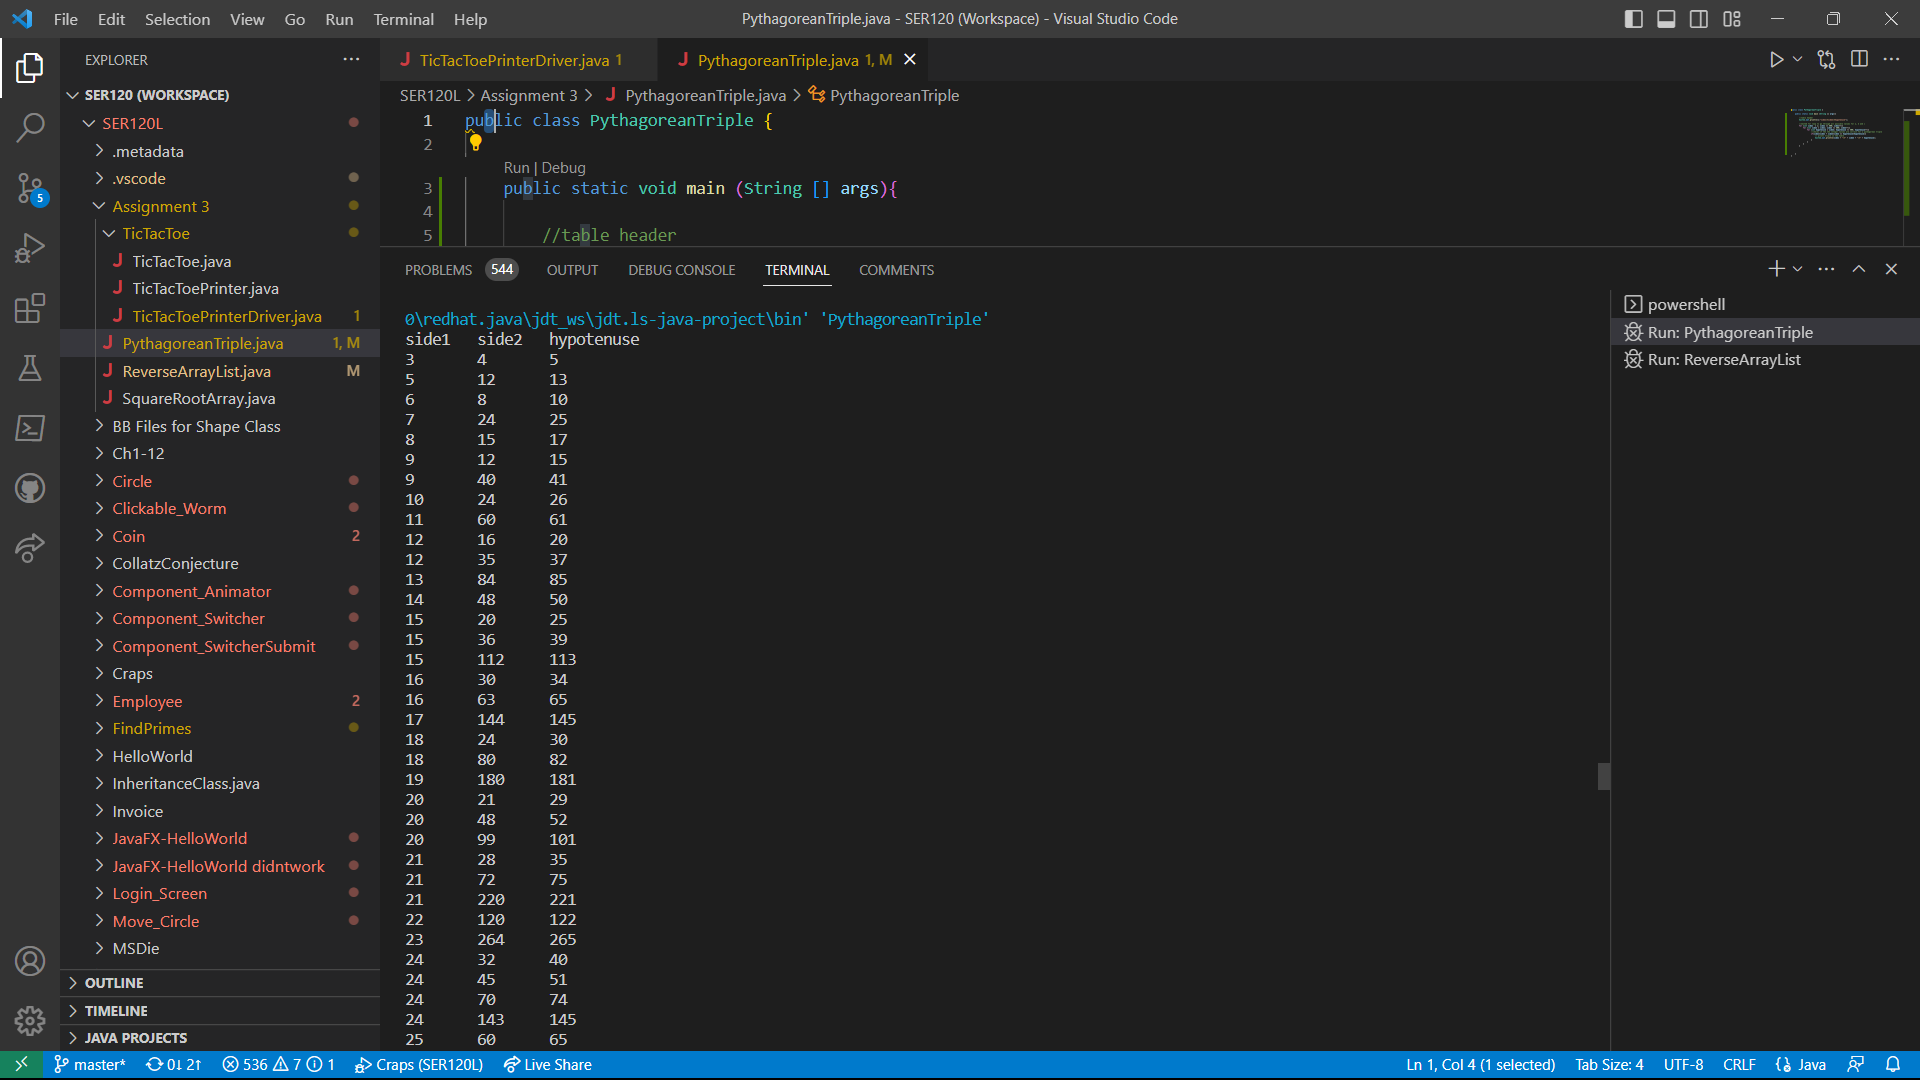 File Edit Selection View Go Run Terminal Help
PythagoreanTriple.java - SER120 (Workspace) - Visual Studio Code
EXPLORER
SER120 (WORKSPACE)
SER120L
.metadata
.vscode
Assignment 3
TicTacToe
J TicTacToe.java
J TicTacToePrinter.java
J TicTacToePrinterDriver.java 1
J PythagoreanTriple.java 1, M
J ReverseArrayList.java M
J SquareRootArray.java
BB Files for Shape Class
Ch1-12
Circle
Clickable_Worm
Coin 2
CollatzConjecture
Component_Animator
Component_Switcher
Component_SwitcherSubmit
Craps
Employee 2
FindPrimes
HelloWorld
InheritanceClass.java
Invoice
JavaFX-HelloWorld
JavaFX-HelloWorld didntwork
Login_Screen
Move_Circle
MSDie
OUTLINE
TIMELINE
JAVA PROJECTS
5
J TicTacToePrinterDriver.java 1
J PythagoreanTriple.java 1, M
SER120L > Assignment 3 > J PythagoreanTriple.java > PythagoreanTriple
1 public class PythagoreanTriple {
2
Run | Debug
3 public static void main (String [] args){
4
5 //table header
PROBLEMS 544 OUTPUT DEBUG CONSOLE TERMINAL COMMENTS
0\redhat.java\jdt_ws\jdt.ls-java-project\bin' 'PythagoreanTriple'
side1 side2 hypotenuse
3 4 5
5 12 13
6 8 10
7 24 25
8 15 17
9 12 15
9 40 41
10 24 26
11 60 61
12 16 20
12 35 37
13 84 85
14 48 50
15 20 25
15 36 39
15 112 113
16 30 34
16 63 65
17 144 145
18 24 30
18 80 82
19 180 181
20 21 29
20 48 52
20 99 101
21 28 35
21 72 75
21 220 221
22 120 122
23 264 265
24 32 40
24 45 51
24 70 74
24 143 145
25 60 65
powershell
Run: PythagoreanTriple
Run: ReverseArrayList
master* 0↓ 2↑ 536 7 1 Craps (SER120L) Live Share
Ln 1, Col 4 (1 selected) Tab Size: 4 UTF-8 CRLF Java